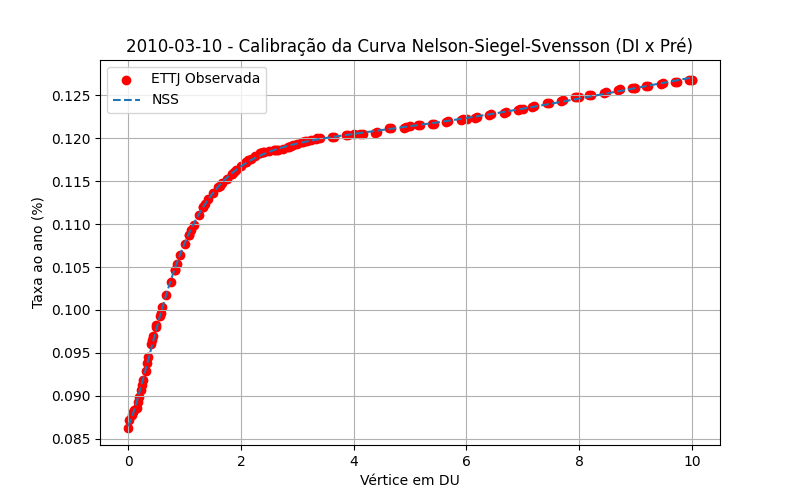 2010-03-10 - Calibração da Curva Nelson-Siegel-Svensson (DI x Pré)
ETTJ Observada
NSS
Taxa ao ano (%)
0.125
0.120
0.115
0.110
0.105
0.100
0.095
0.090
0.085
0 2 4 6 8 10
Vértice em DU